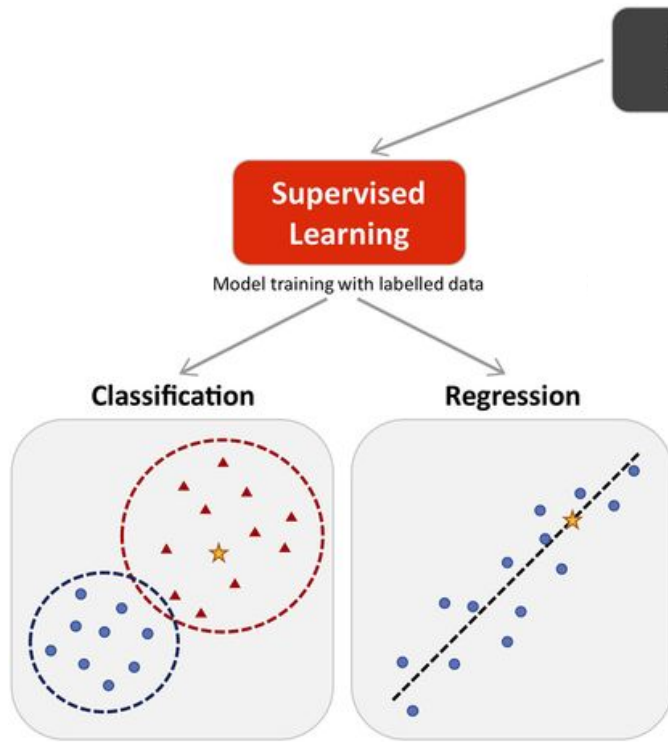 Supervised
Learning
Model training with labelled data
Classification
Regression